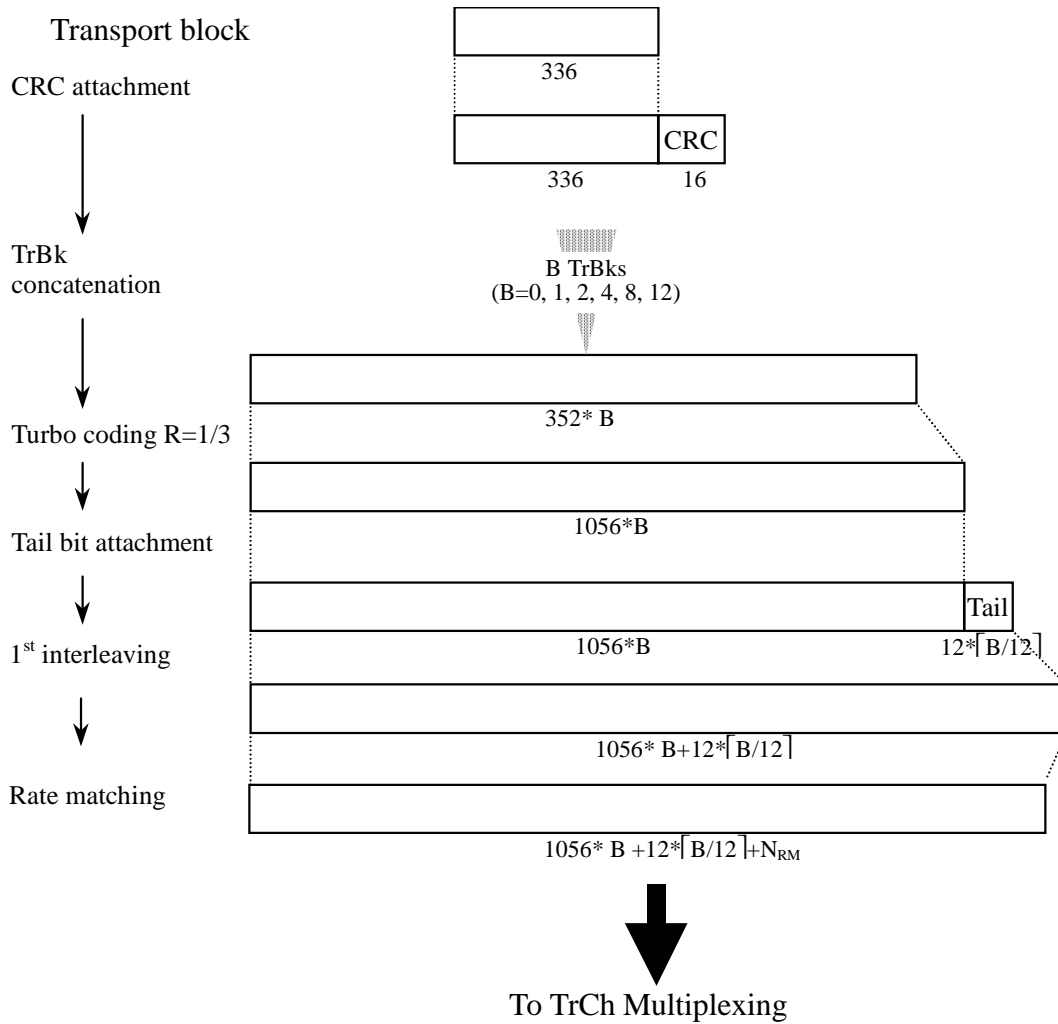 Transport block
336
CRC attachment
CRC
336
16
TrBk
concatenation
B TrBks
(B=0, 1, 2, 4, 8, 12)
352* B
Turbo coding R=1/3
1056*B
Tail bit attachment
Tail
1056*B
12*⌈B/12⌉
1st interleaving
1056* B+12*⌈B/12⌉
Rate matching
1056* B +12*⌈B/12⌉+NRM
To TrCh Multiplexing